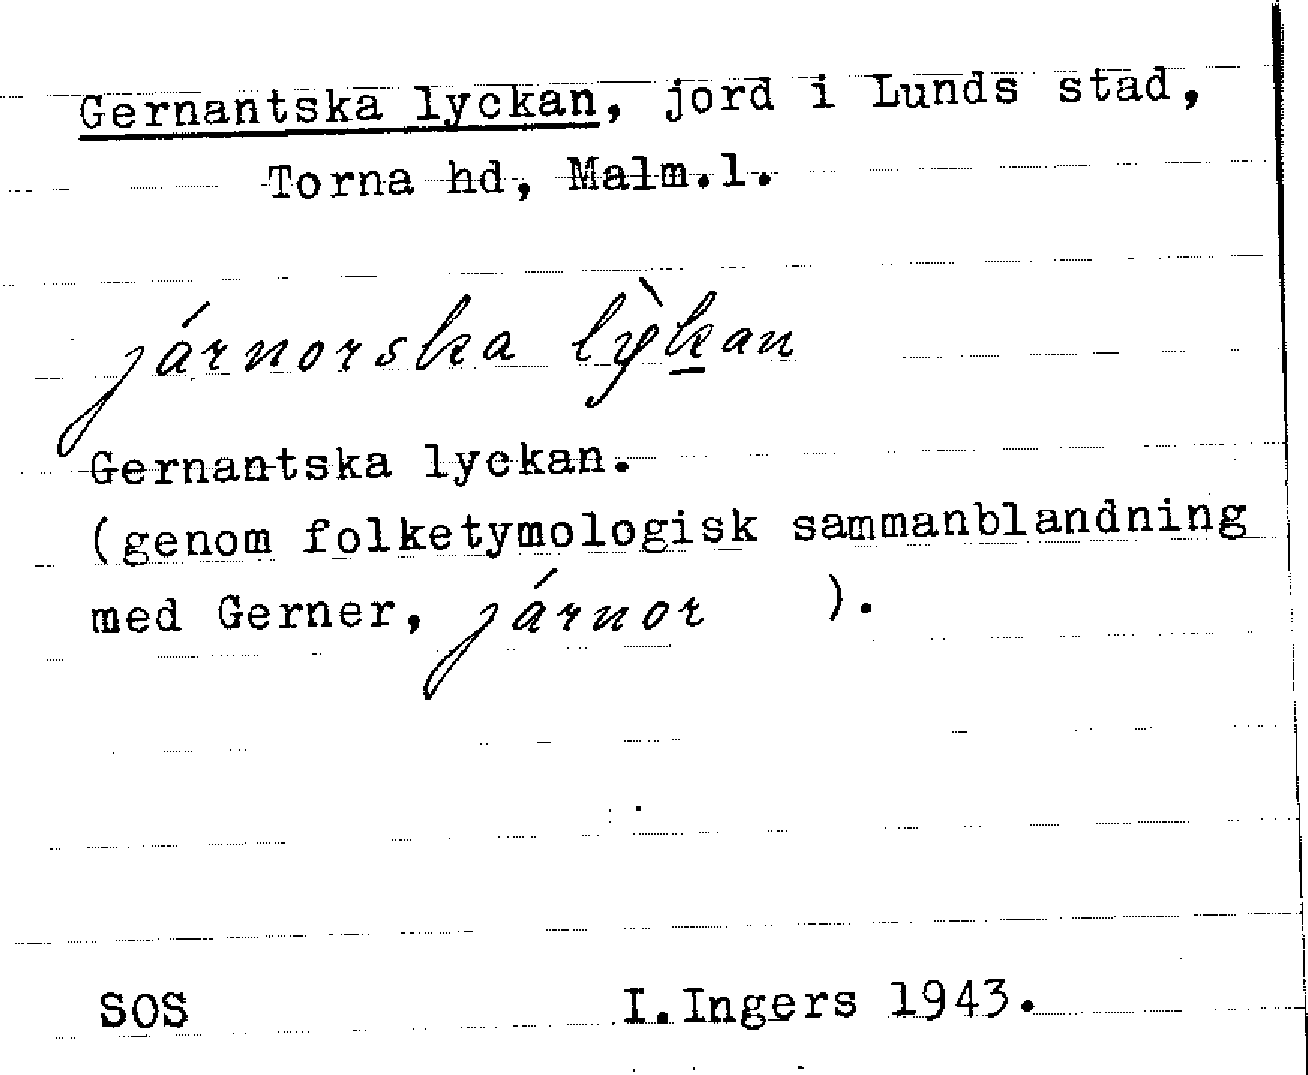 Gernantska lyckan, jord i Lunds stad,
Torna hd, Malm.l.
járnorska lỳkan
Gernantska lyckan.
(genom folketymologisk sammanblandning
med Gerner, járnor ).
SOS I.Ingers 1943.